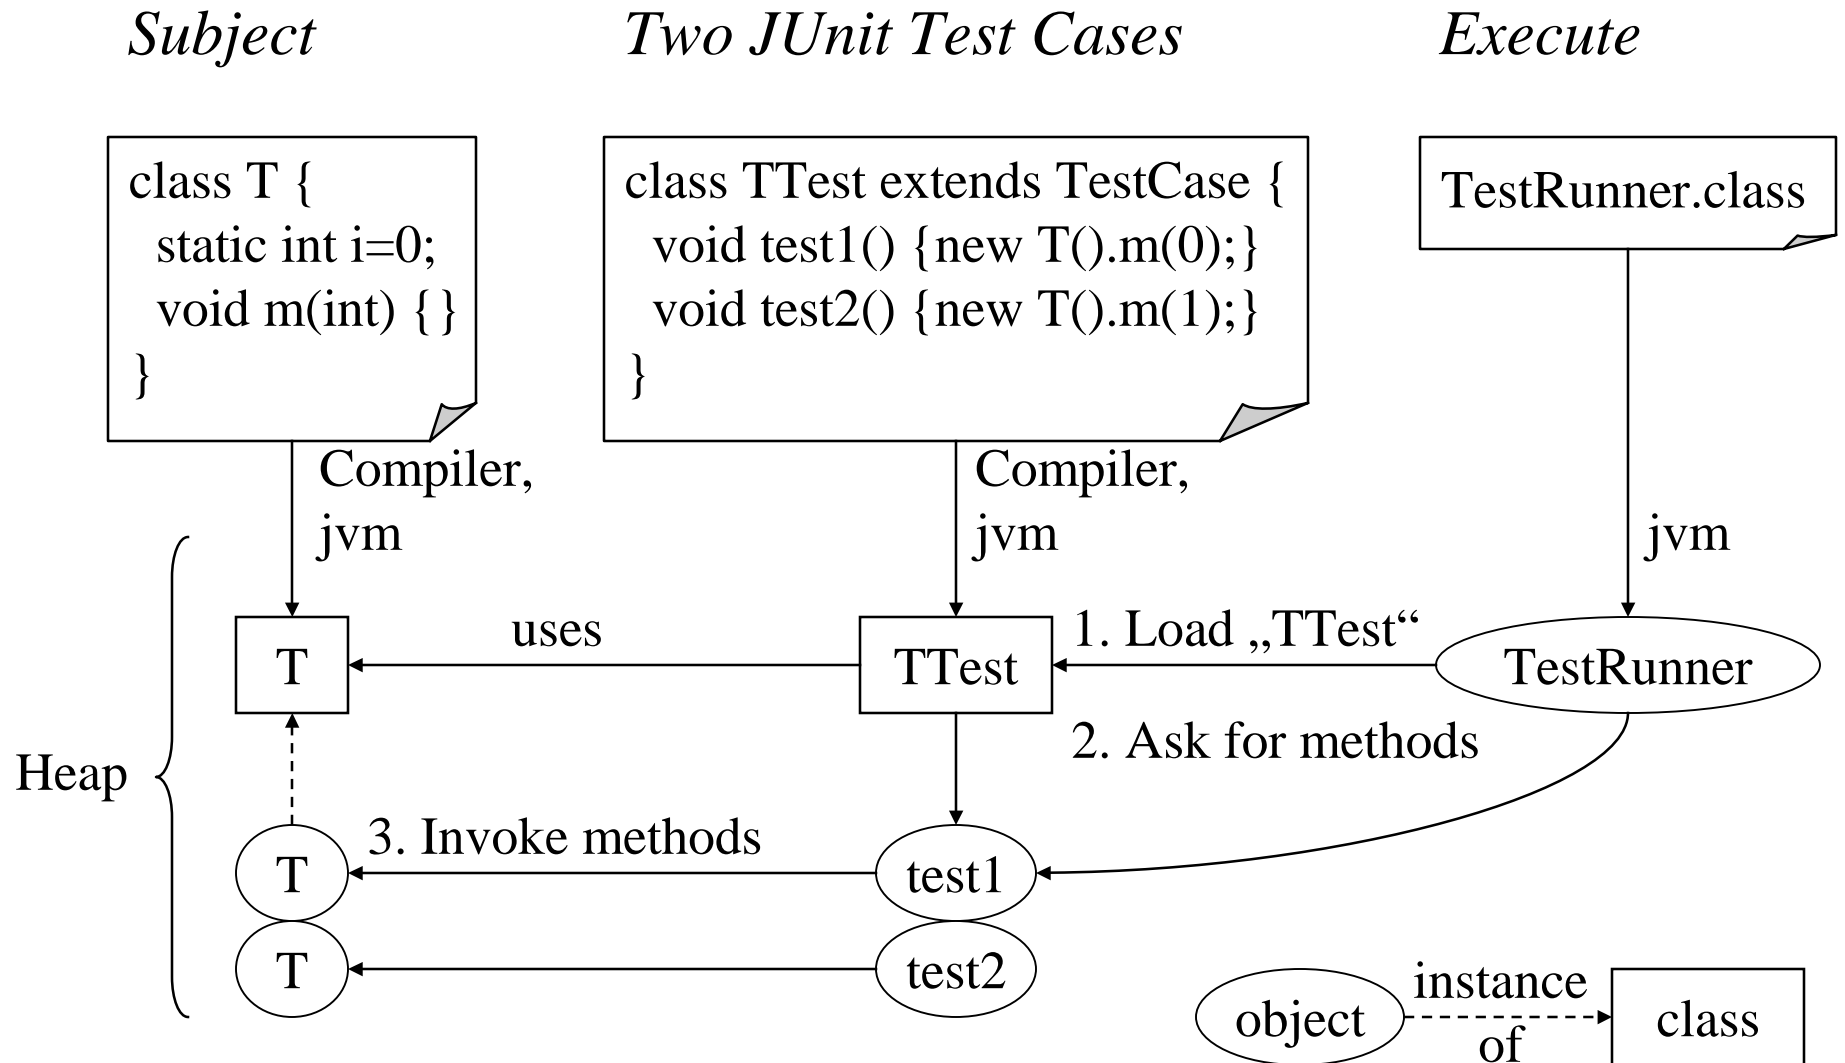 Subject
Two JUnit Test Cases
Execute
class T {
static int i=0;
void m(int) {}
}
class TTest extends TestCase {
void test1() {new T().m(0);}
void test2() {new T().m(1);}
}
TestRunner.class
Compiler,
jvm
Compiler,
jvm
jvm
T
uses
TTest
1. Load „TTest“
TestRunner
2. Ask for methods
Heap
3. Invoke methods
T
test1
T
test2
object
instance
of
class